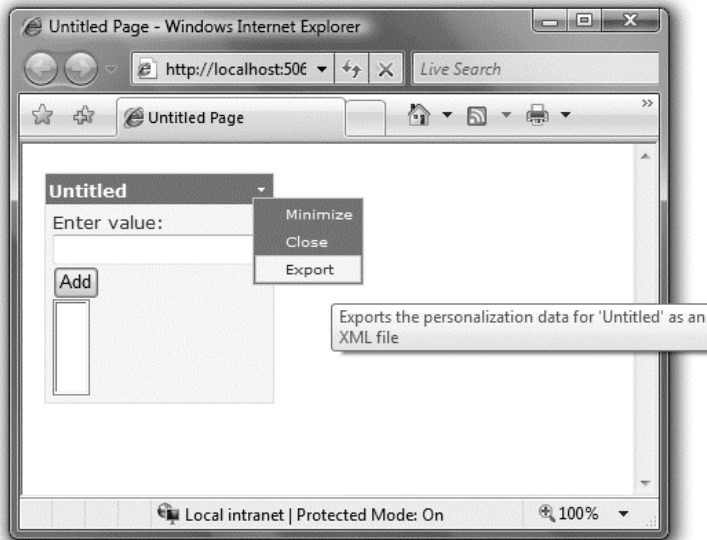 Untitled Page - Windows Internet Explorer
http://localhost:506
Live Search
Untitled Page
Untitled
Enter value:
Minimize
Close
Add
Export
Exports the personalization data for 'Untitled' as an
XML file
Local intranet | Protected Mode: On
100%